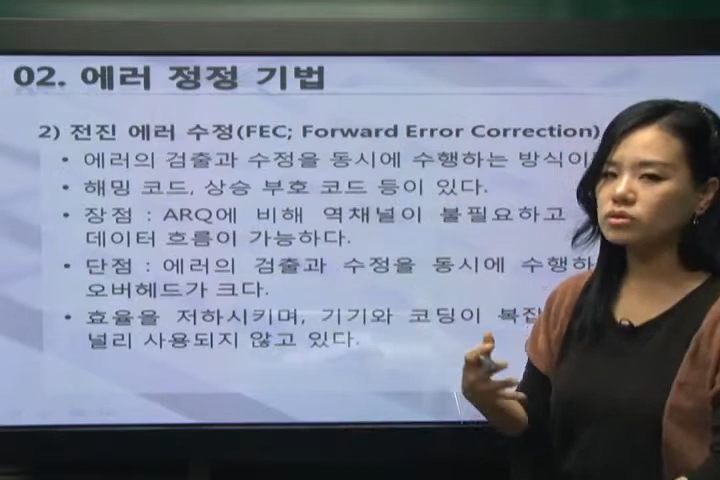 02. 에러 정정 기법
2) 전진 에러 수정(FEC; Forward Error Correction)
• 에러의 검출과 수정을 동시에 수행하는
• 해밍 코드, 상승 부호 코드 등이 있다.
• 장점 : ARQ에 비해 역채널이 불필요하고
데이터 흐름이 가능하다.
• 단점 : 에러의 검출과 수정을 동시에
오버헤드가 크다.
• 효율을 저하시키며, 기기와 코딩이
널리 사용되지 않고 있다.